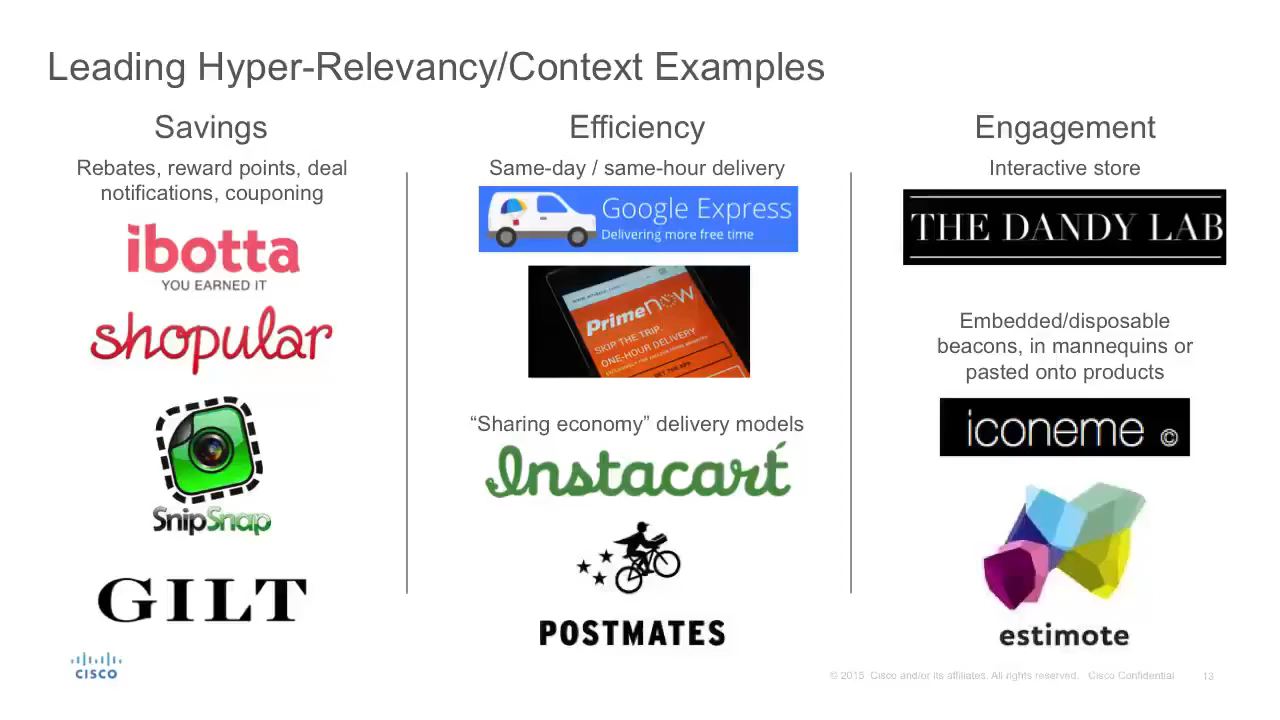 Leading Hyper-Relevancy/Context Examples
Savings
Rebates, reward points, deal
notifications, couponing
ibotta
YOU EARNED IT
shopular
SnipSnap
GILT
Efficiency
Same-day / same-hour delivery
Google Express
Delivering more free time
PrimeNow
SKIP THE TRIP.
ONE-HOUR DELIVERY
“Sharing economy” delivery models
Instacart
POSTMATES
Engagement
Interactive store
THE DANDY LAB
Embedded/disposable
beacons, in mannequins or
pasted onto products
iconeme ©
estimote
CISCO
© 2015 Cisco and/or its affiliates. All rights reserved. Cisco Confidential
13